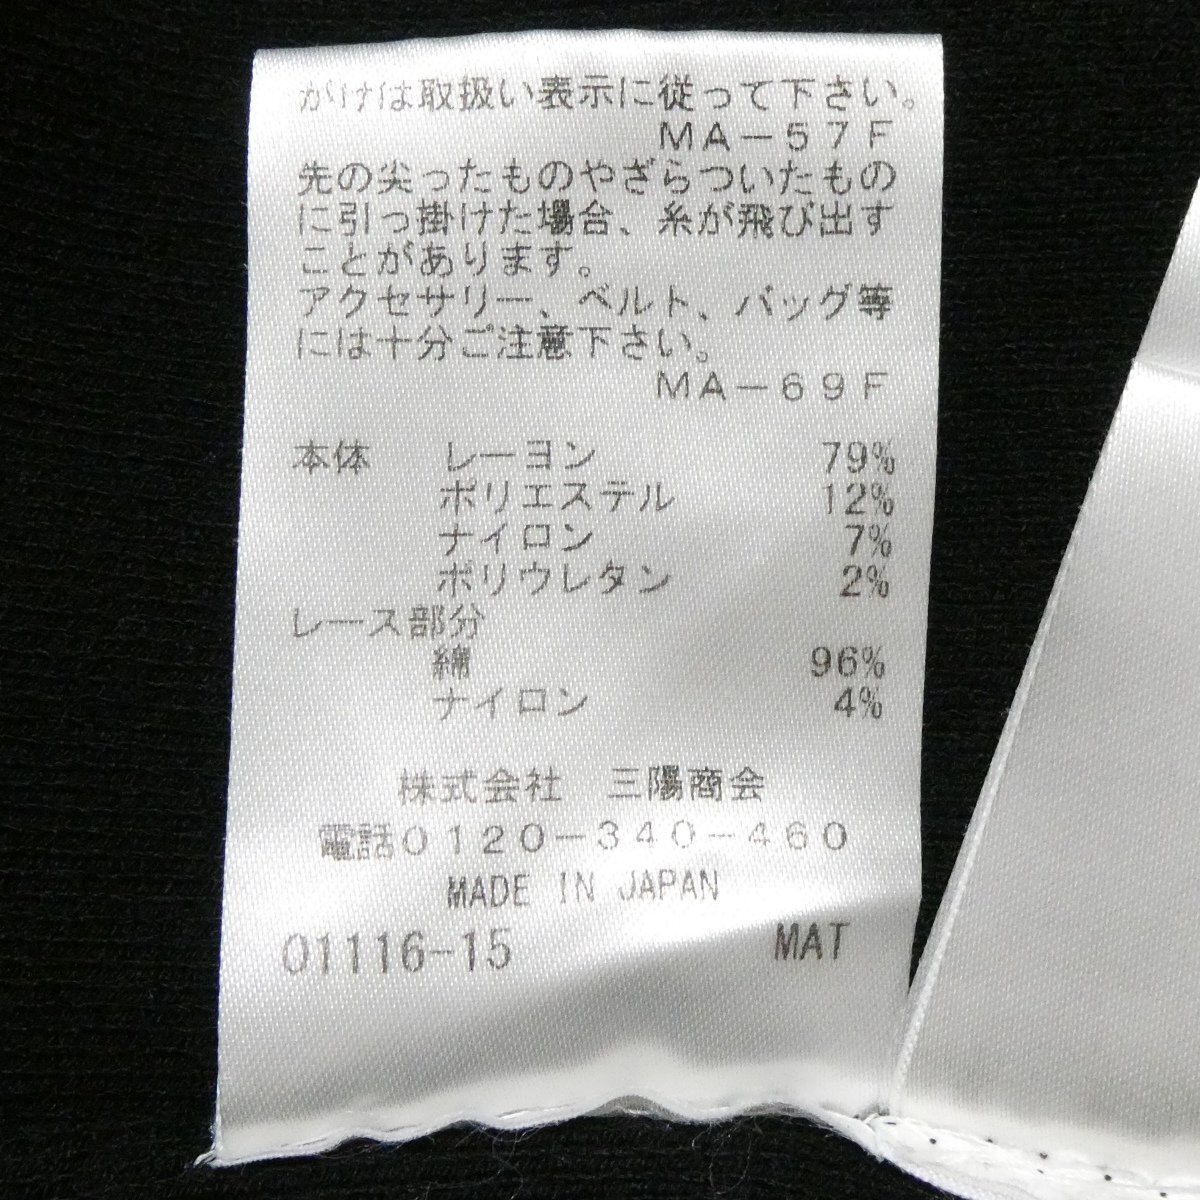 がけは取扱い表示に従って下さい。
MA－57F
先の尖ったものやざらついたもの
に引っ掛けた場合、糸が飛び出す
ことがあります。
アクセサリー、ベルト、バッグ等
には十分ご注意下さい。
MA－69F
本体 レーヨン 79%
ポリエステル 12%
ナイロン 7%
ポリウレタン 2%
レース部分
綿 96%
ナイロン 4%
株式会社 三陽商会
電話0120－340－460
MADE IN JAPAN
01116-15 MAT